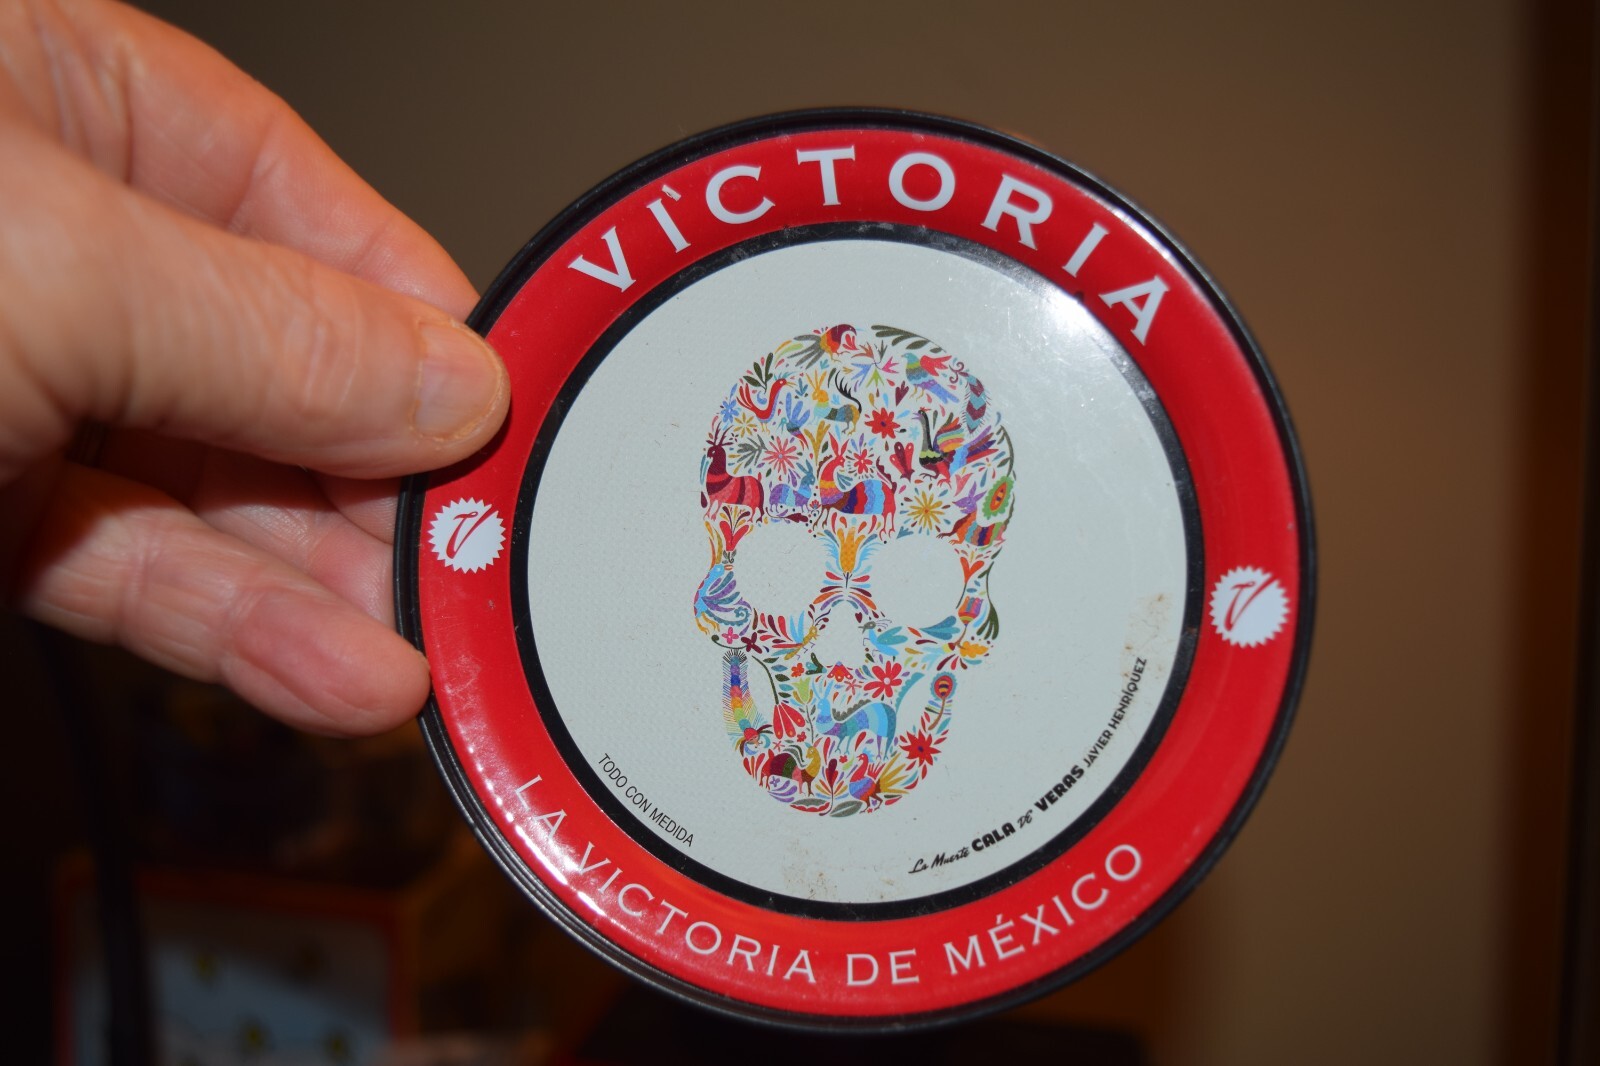 VICTORIA
V
V
TODO CON MEDIDA
La Muerte CALA DE VERAS JAVIER HENRÍQUEZ
LA VICTORIA DE MÉXICO